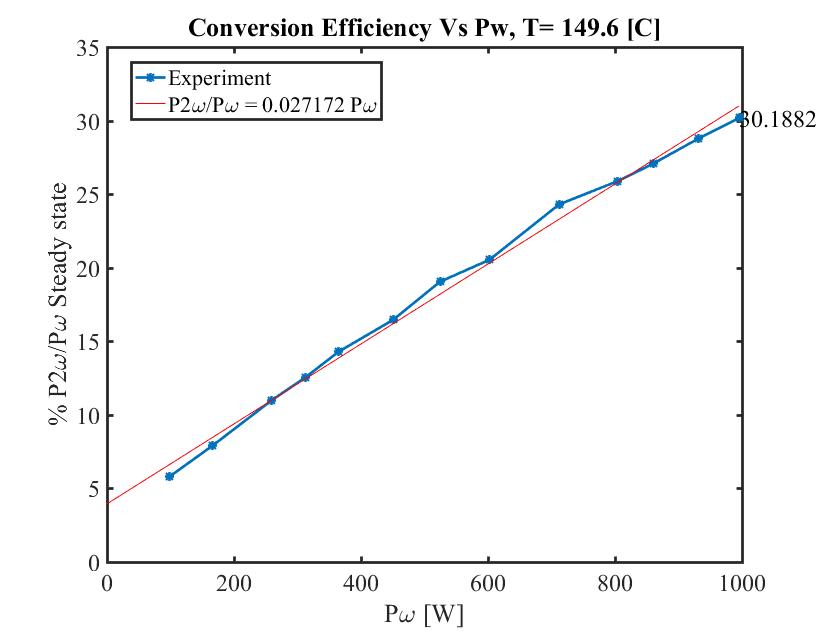 Conversion Efficiency Vs Pw, T= 149.6 [C]
Experiment
P2ω/Pω = 0.027172 Pω
30.1882
% P2ω/Pω Steady state
35
30
25
20
15
10
5
0
0 200 400 600 800 1000
Pω [W]